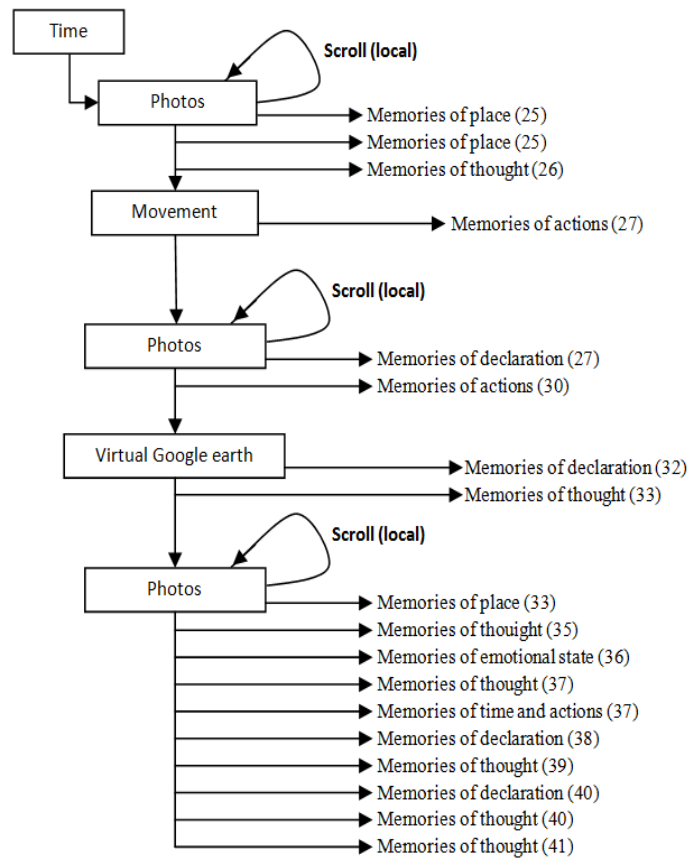 Time
Scroll (local)
Photos
Memories of place (25)
Memories of place (25)
Memories of thought (26)
Movement
Memories of actions (27)
Scroll (local)
Photos
Memories of declaration (27)
Memories of actions (30)
Virtual Google earth
Memories of declaration (32)
Memories of thought (33)
Scroll (local)
Photos
Memories of place (33)
Memories of thouight (35)
Memories of emotional state (36)
Memories of thought (37)
Memories of time and actions (37)
Memories of declaration (38)
Memories of thought (39)
Memories of declaration (40)
Memories of thought (40)
Memories of thought (41)